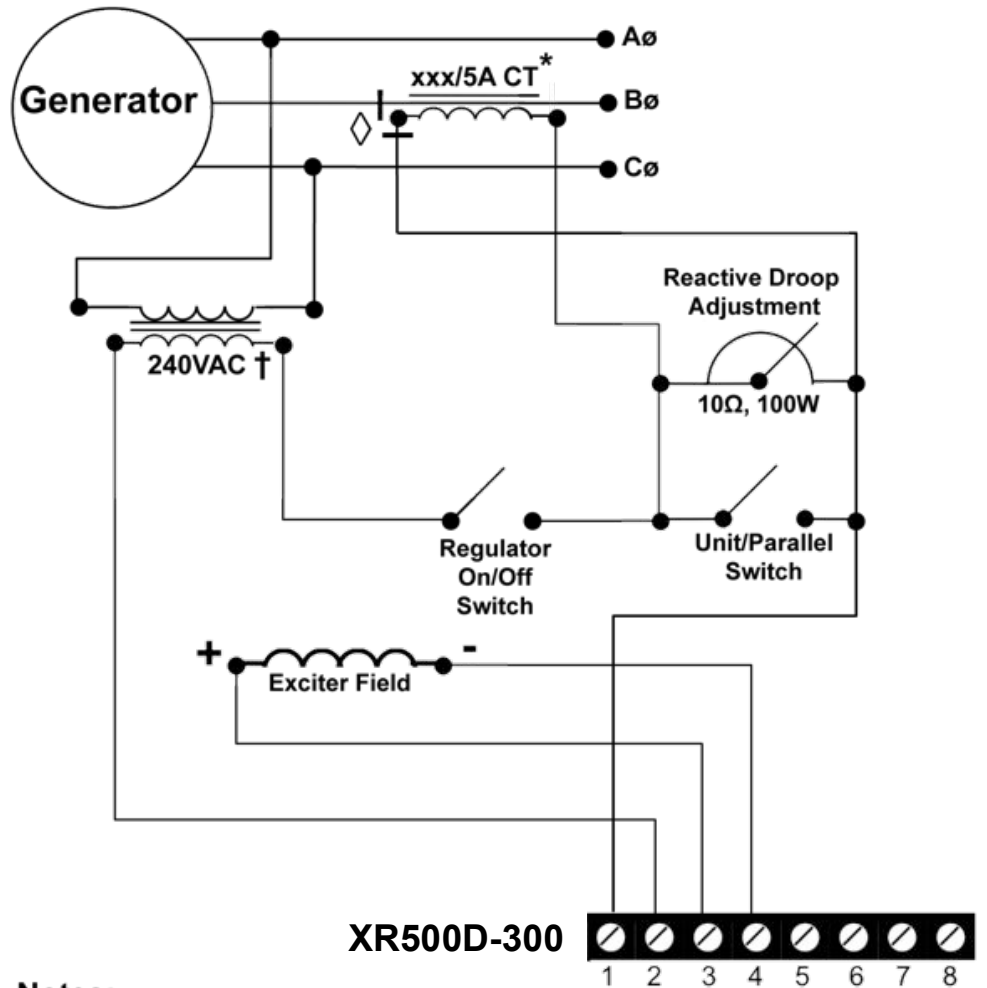 Aø
xxx/5A CT*
Generator
Bø
◊
Cø
Reactive Droop
Adjustment
240VAC †
10Ω, 100W
Regulator
On/Off
Switch
Unit/Parallel
Switch
+ -
Exciter Field
XR500D-300
1 2 3 4 5 6 7 8